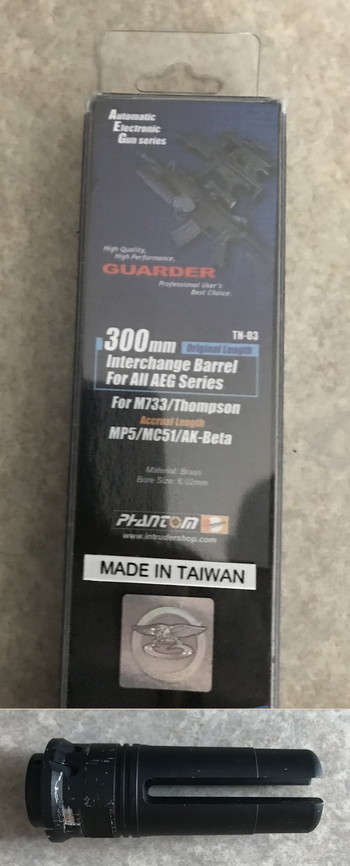 Automatic
Electronic
Gun series
High Quality,
High Performance,
GUARDER
Professional User's
Best Choice
TN-03
300mm Original Length
Interchange Barrel
For All AEG Series
For M733/Thompson
Accrual Length
MP5/MC51/AK-Beta
Material: Brass
Bore Size: 6.02mm
PHANTOM
www.intrudershop.com
MADE IN TAIWAN